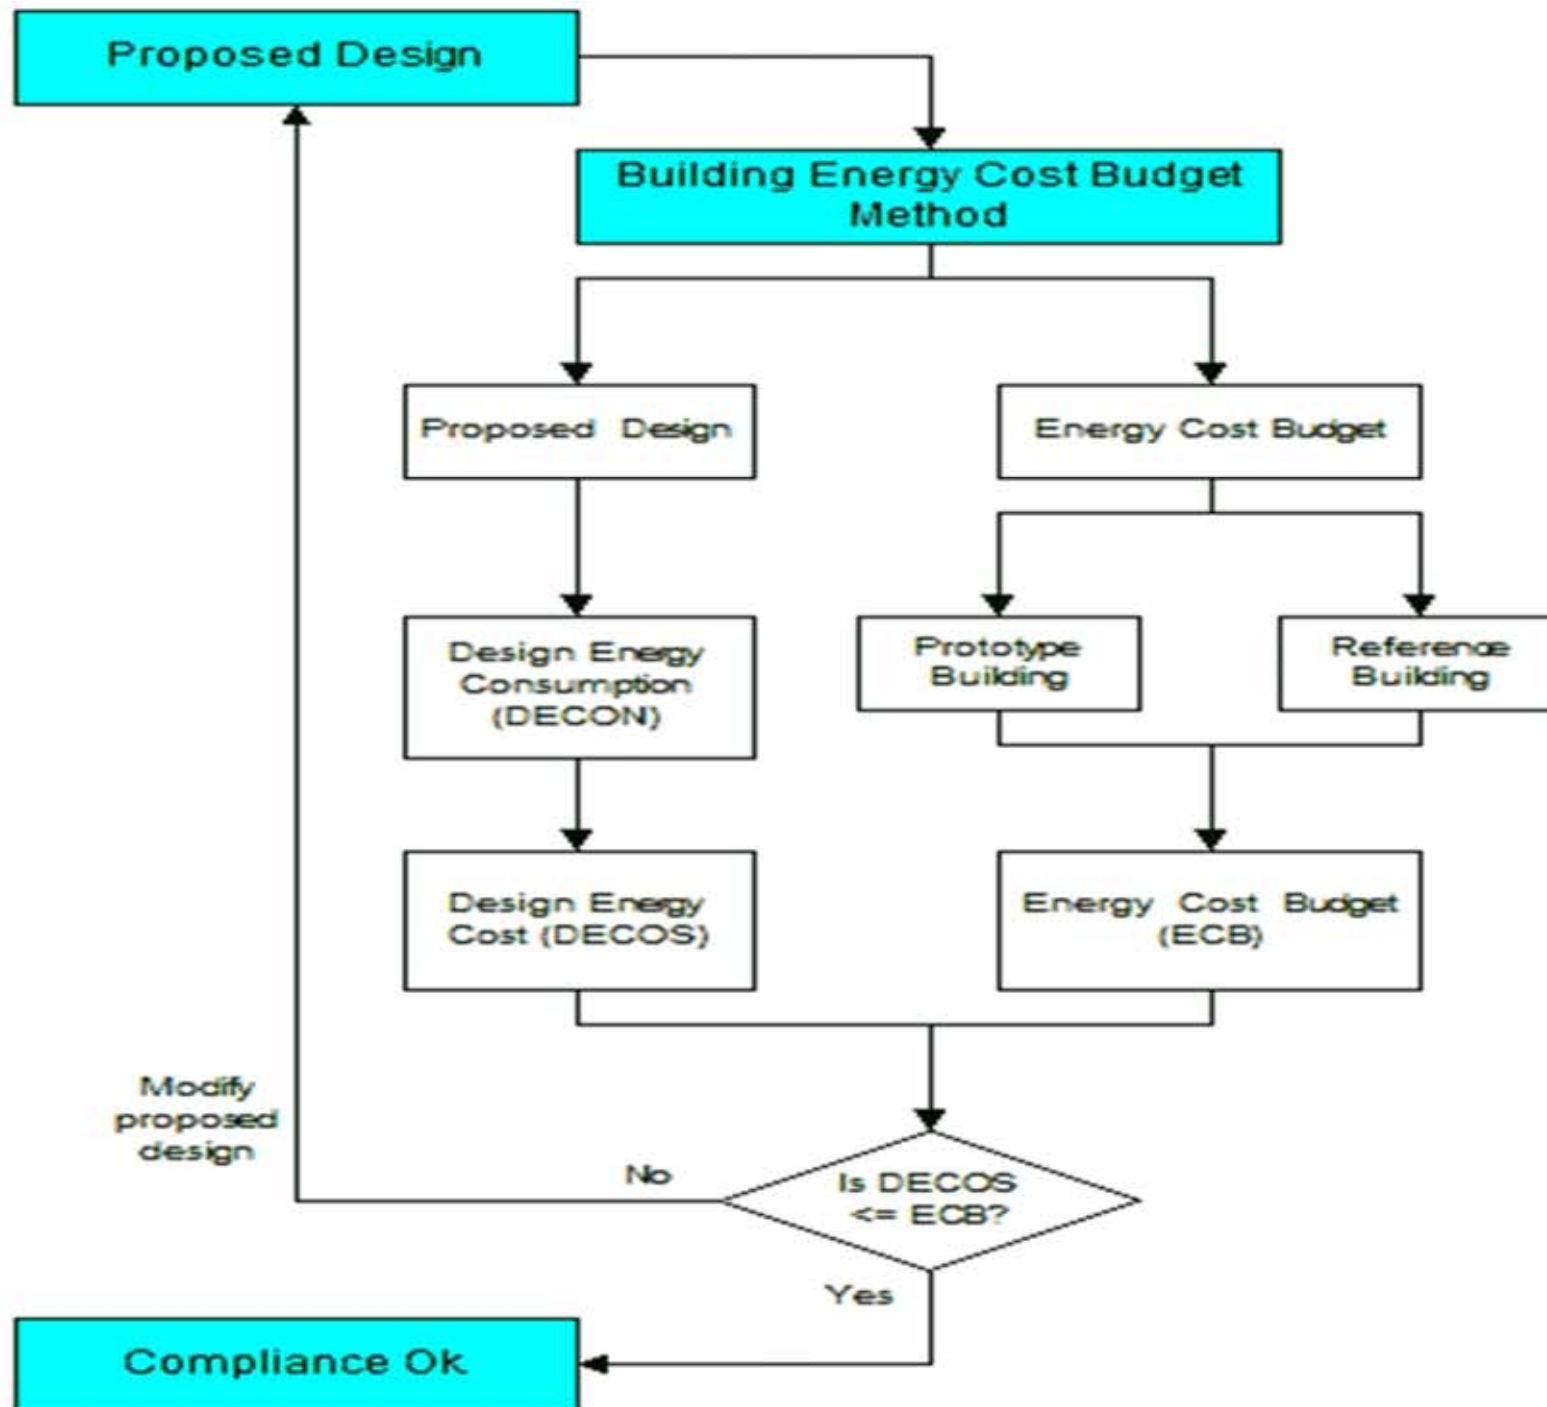 Proposed Design
Building Energy Cost Budget
Method
Proposed Design
Energy Cost Budget
Design Energy
Consumption
(DECON)
Prototype
Building
Reference
Building
Design Energy
Cost (DECOS)
Energy Cost Budget
(ECB)
Modify
proposed
design
No
Is DECOS
<= ECB?
Yes
Compliance Ok